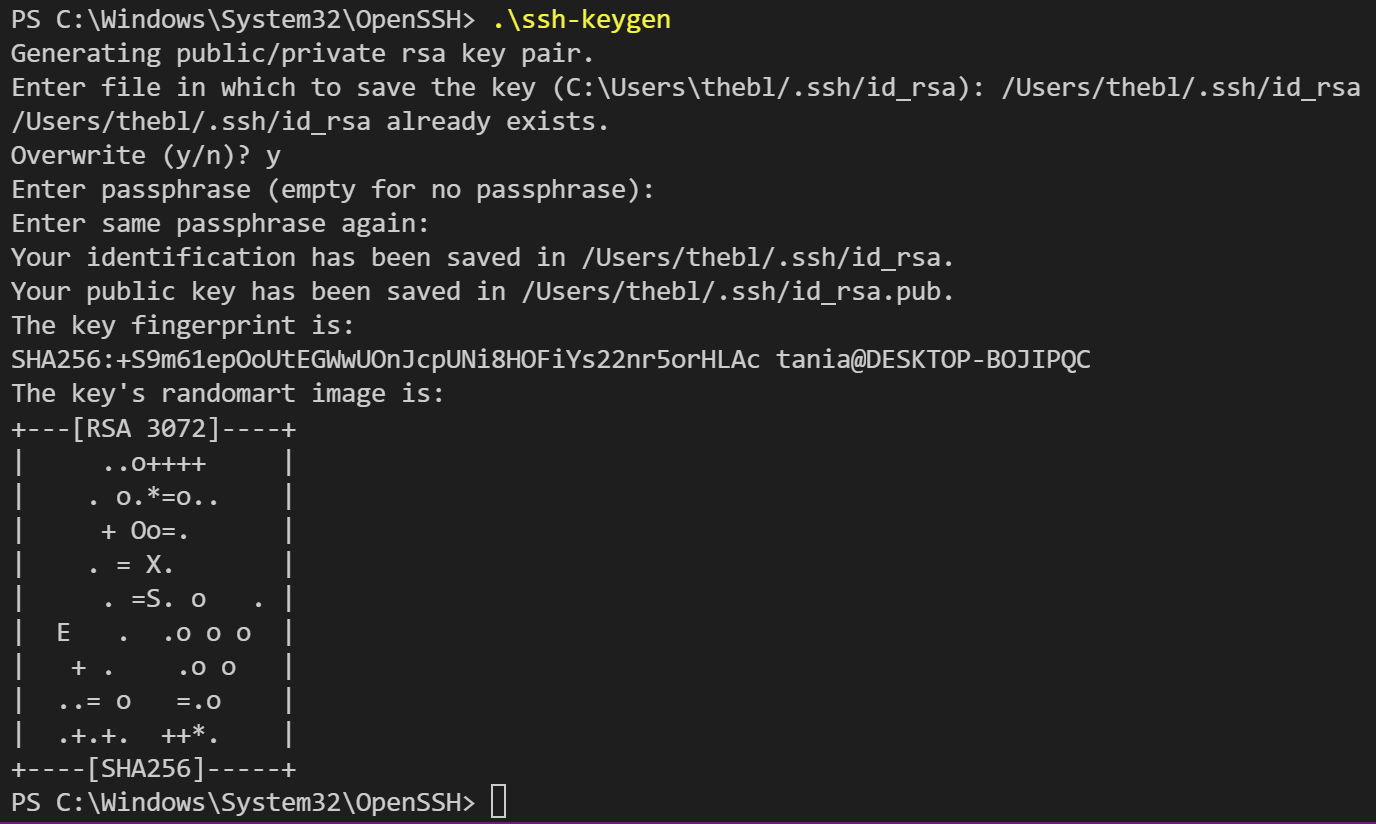 PS C:\Windows\System32\OpenSSH> .\ssh-keygen
Generating public/private rsa key pair.
Enter file in which to save the key (C:\Users\thebl/.ssh/id_rsa): /Users/thebl/.ssh/id_rsa
/Users/thebl/.ssh/id_rsa already exists.
Overwrite (y/n)? y
Enter passphrase (empty for no passphrase):
Enter same passphrase again:
Your identification has been saved in /Users/thebl/.ssh/id_rsa.
Your public key has been saved in /Users/thebl/.ssh/id_rsa.pub.
The key fingerprint is:
SHA256:+S9m61epOoUtEGWwUOnJcpUNi8HOFiYs22nr5orHLAc tania@DESKTOP-BOJIPQC
The key's randomart image is:
+---[RSA 3072]----+
|     ..o++++     |
|    . o.*=o..    |
|     + Oo=.      |
|    . = X.       |
|     . =S. o   . |
|  E   .  .o o o  |
|   + .    .o o   |
|  ..= o   =.o    |
|  .+.+.  ++*.    |
+----[SHA256]-----+
PS C:\Windows\System32\OpenSSH>